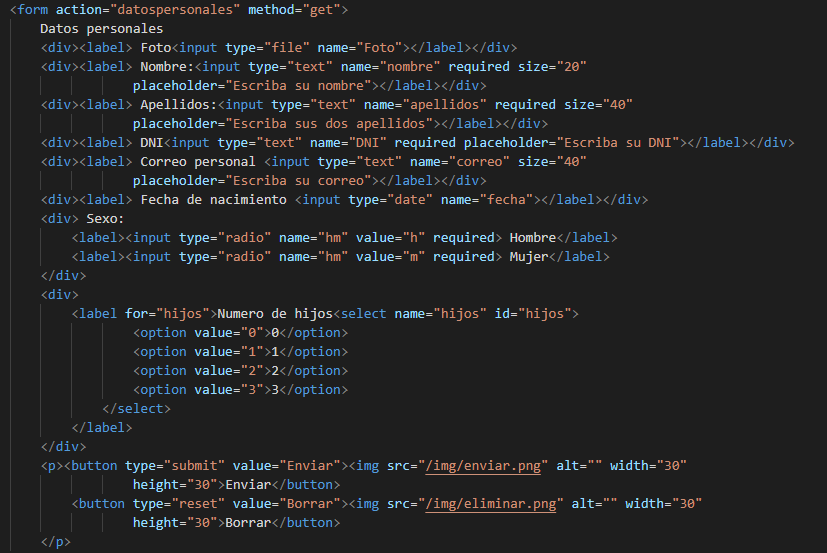 <form action="datospersonales" method="get">
Datos personales
<div><label> Foto<input type="file" name="Foto"></label></div>
<div><label> Nombre:<input type="text" name="nombre" required size="20"
placeholder="Escriba su nombre"></label></div>
<div><label> Apellidos:<input type="text" name="apellidos" required size="40"
placeholder="Escriba sus dos apellidos"></label></div>
<div><label> DNI<input type="text" name="DNI" required placeholder="Escriba su DNI"></label></div>
<div><label> Correo personal <input type="text" name="correo" size="40"
placeholder="Escriba su correo"></label></div>
<div><label> Fecha de nacimiento <input type="date" name="fecha"></label></div>
<div> Sexo:
<label><input type="radio" name="hm" value="h" required> Hombre</label>
<label><input type="radio" name="hm" value="m" required> Mujer</label>
</div>
<div>
<label for="hijos">Numero de hijos<select name="hijos" id="hijos">
<option value="0">0</option>
<option value="1">1</option>
<option value="2">2</option>
<option value="3">3</option>
</select>
</label>
</div>
<p><button type="submit" value="Enviar"><img src="/img/enviar.png" alt="" width="30"
height="30">Enviar</button>
<button type="reset" value="Borrar"><img src="/img/eliminar.png" alt="" width="30"
height="30">Borrar</button>
</p>